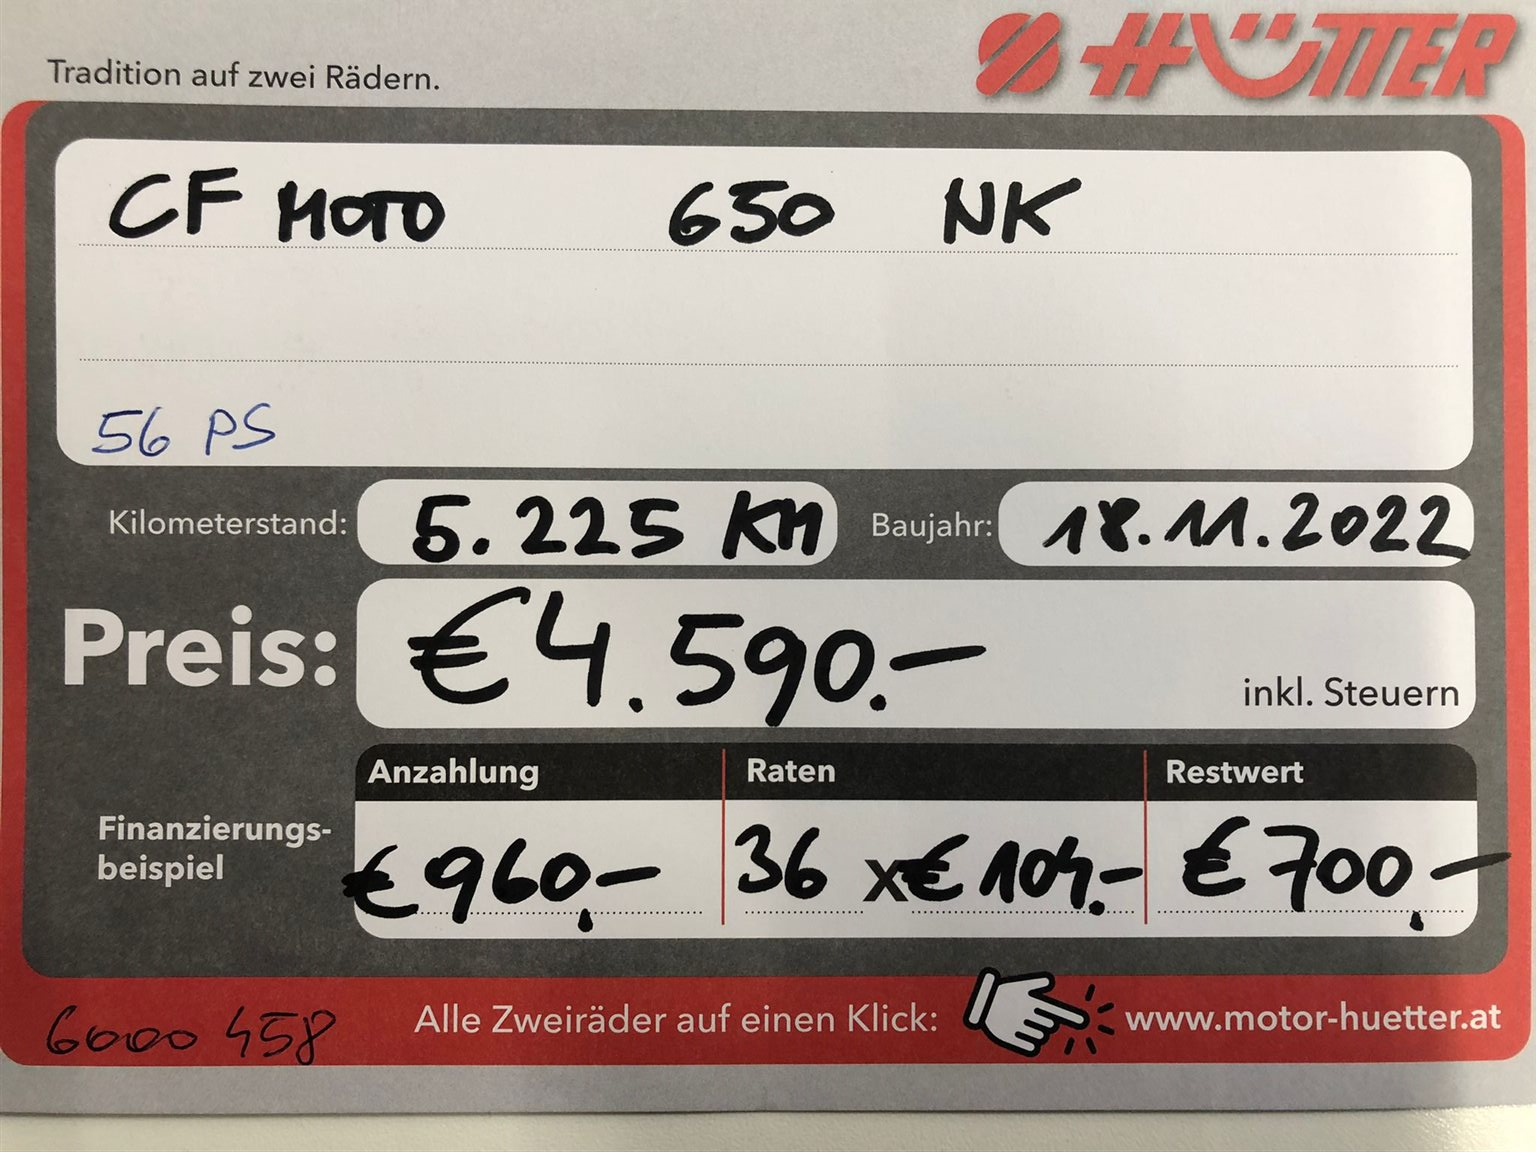 Tradition auf zwei Rädern.
HÜTTER
CF MOTO 650 NK
56 PS
Kilometerstand: 5.225 KM Baujahr: 18.11.2022
Preis: €4.590.-
inkl. Steuern
Anzahlung Raten Restwert
Finanzierungs-
beispiel
€960,- 36 x €104.- €700,-
6000 458 Alle Zweiräder auf einen Klick: www.motor-huetter.at